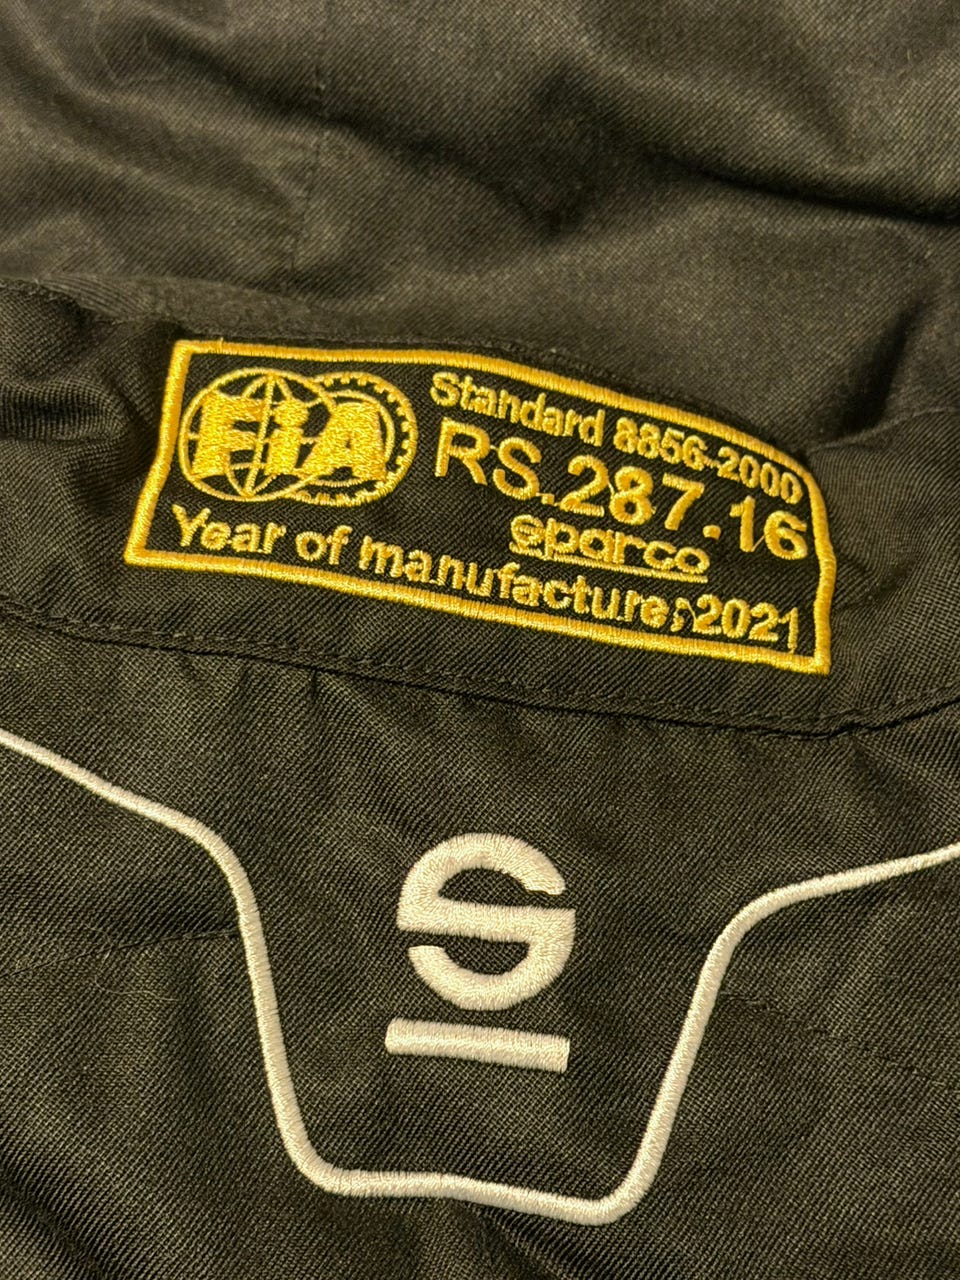 FIA
Standard 8856-2000
RS.287.16
sparco
Year of manufacture: 2021
S